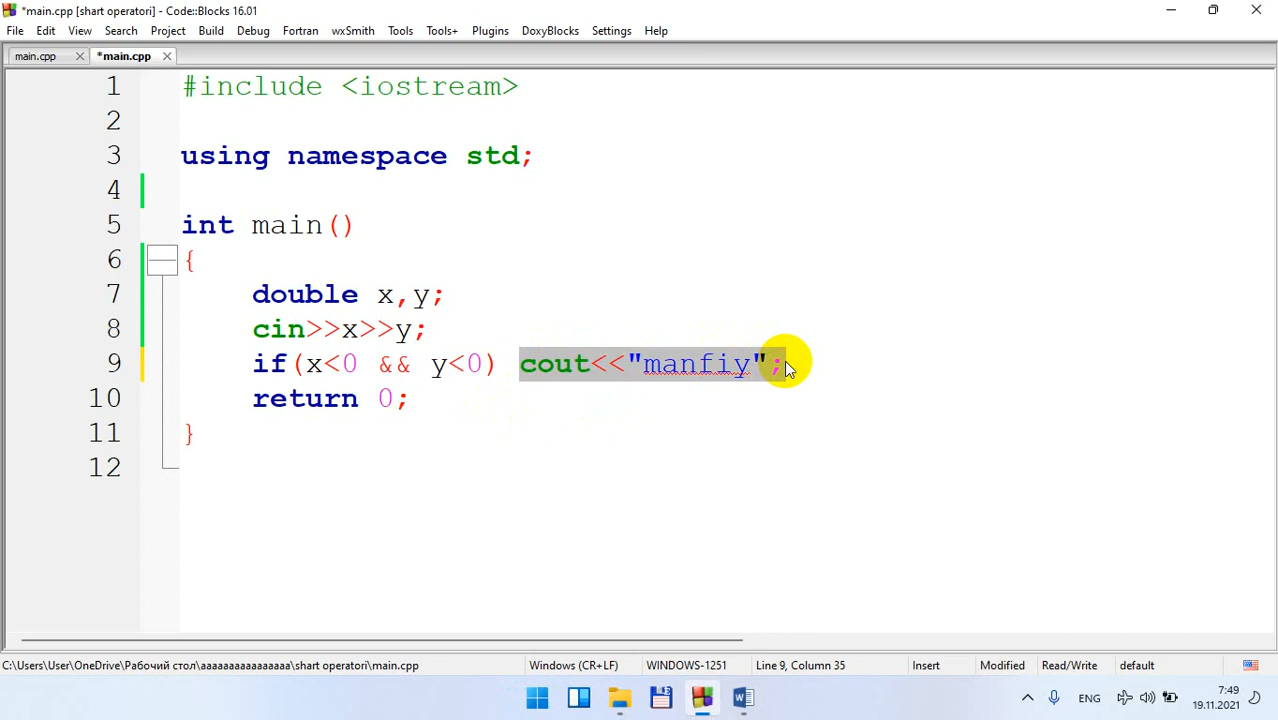 *main.cpp [shart operatori] - Code::Blocks 16.01
File Edit View Search Project Build Debug Fortran wxSmith Tools Tools+ Plugins DoxyBlocks Settings Help
main.cpp *main.cpp
1 #include <iostream>
2
3 using namespace std;
4
5 int main()
6 {
7 double x,y;
8 cin>>x>>y;
9 if(x<0 && y<0) cout<<"manfiy";
10 return 0;
11 }
12
C:\Users\User\OneDrive\Рабочий стол\aaaaaaaaaaaaaaaa\shart operatori\main.cpp Windows (CR+LF) WINDOWS-1251 Line 9, Column 35 Insert Modified Read/Write default
ENG 7:49
19.11.2021